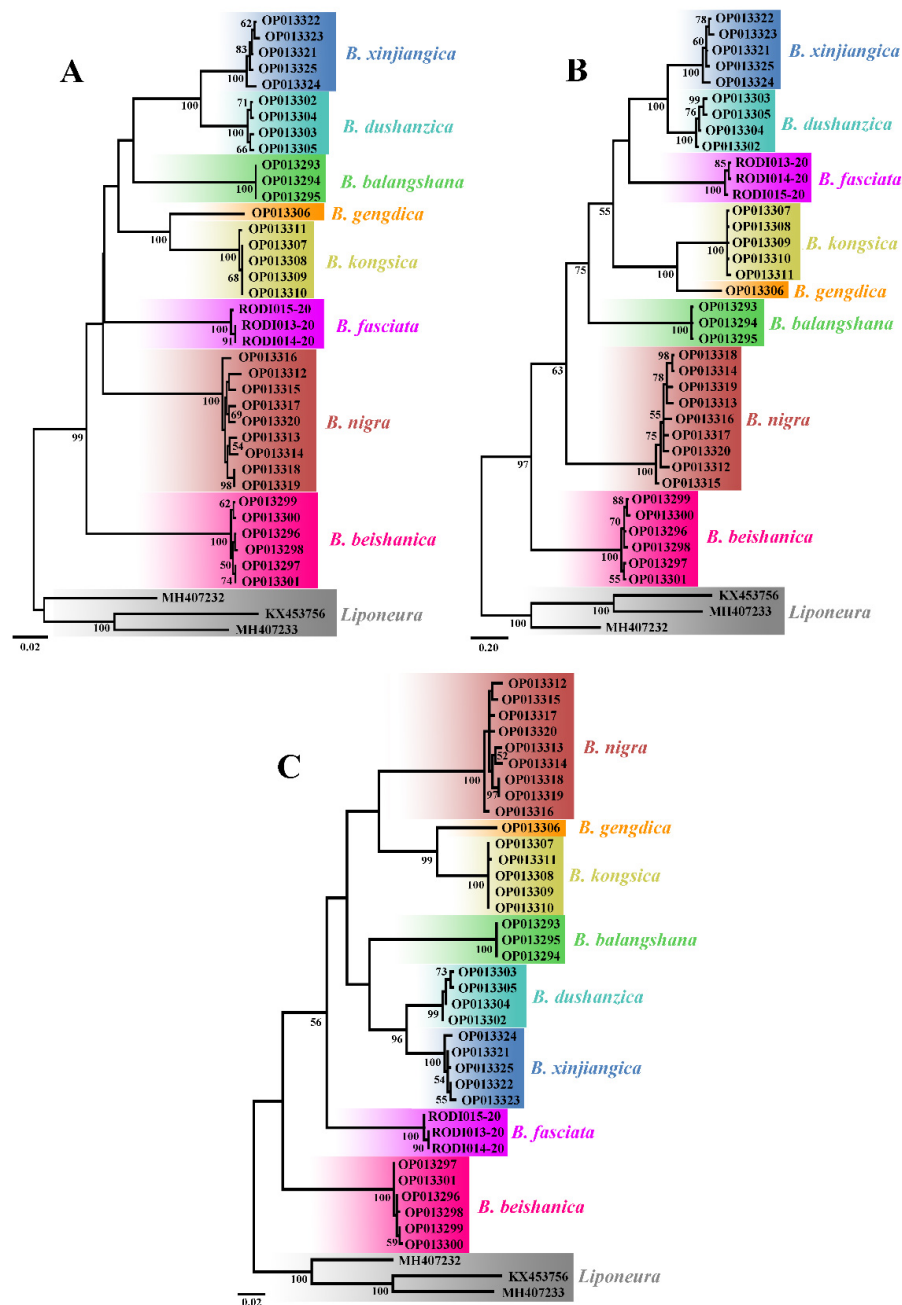 A
62
OP013322
OP013323
83
OP013321
OP013325
100
OP013324
B. xinjiangica
100
71
OP013302
OP013304
100
OP013303
66
OP013305
B. dushanzica
OP013293
OP013294
100
OP013295
B. balangshana
OP013306
B. gengdica
100
OP013311
OP013307
OP013308
68
OP013309
OP013310
B. kongsica
100
RODI015-20
100
RODI013-20
91
RODI014-20
B. fasciata
OP013316
OP013312
100
OP013315
OP013317
69
OP013320
OP013313
54
OP013314
OP013318
98
OP013319
B. nigra
99
62
OP013299
OP013300
100
OP013296
OP013298
50
OP013297
74
OP013301
B. beishanica
MH407232
KX453756
100
MH407233
Liponeura
0.02
B
78
OP013322
OP013323
60
OP013321
OP013325
100
OP013324
B. xinjiangica
100
99
OP013303
76
OP013305
OP013304
100
OP013302
B. dushanzica
85
RODI013-20
RODI014-20
100
RODI015-20
B. fasciata
55
OP013307
OP013308
100
OP013309
OP013310
OP013311
B. kongsica
100
OP013306
B. gengdica
75
OP013293
OP013294
100
OP013295
B. balangshana
63
98
OP013318
OP013314
78
OP013319
OP013313
55
OP013316
75
OP013317
OP013320
100
OP013312
OP013315
B. nigra
97
88
OP013299
OP013300
70
OP013296
100
OP013298
OP013297
55
OP013301
B. beishanica
KX453756
100
MH407233
100
MH407232
Liponeura
0.20
C
OP013312
OP013315
OP013317
OP013320
OP013313
52
OP013314
100
OP013318
97
OP013319
OP013316
B. nigra
OP013306
B. gengdica
99
OP013307
OP013311
100
OP013308
OP013309
OP013310
B. kongsica
OP013293
OP013295
100
OP013294
B. balangshana
73
OP013303
OP013305
OP013304
99
OP013302
B. dushanzica
96
OP013324
100
OP013321
OP013325
54
OP013322
55
OP013323
B. xinjiangica
56
RODI015-20
100
RODI013-20
90
RODI014-20
B. fasciata
OP013297
OP013301
100
OP013296
OP013298
OP013299
59
OP013300
B. beishanica
MH407232
100
KX453756
100
MH407233
Liponeura
0.02